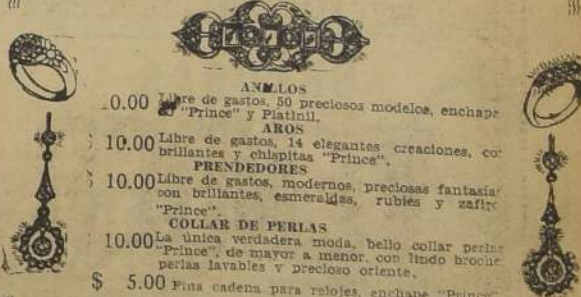 ANILLOS
0.00 Libre de gastos, 50 preciosos modelos, enchape
"Prince" y Platinil.
AROS
$ 10.00 Libre de gastos, 14 elegantes creaciones, con
brillantes y chispitas "Prince".
PRENDEDORES
$ 10.00 Libre de gastos, modernos, preciosas fantasías
con brillantes, esmeraldas, rubíes y zafiro
"Prince".
COLLAR DE PERLAS
10.00 La única verdadera moda, bello collar perlas
"Prince", de mayor a menor, con lindo broche
perlas lavables y precioso oriente.
$ 5.00 Fina cadena para relojes, enchape "Prince"